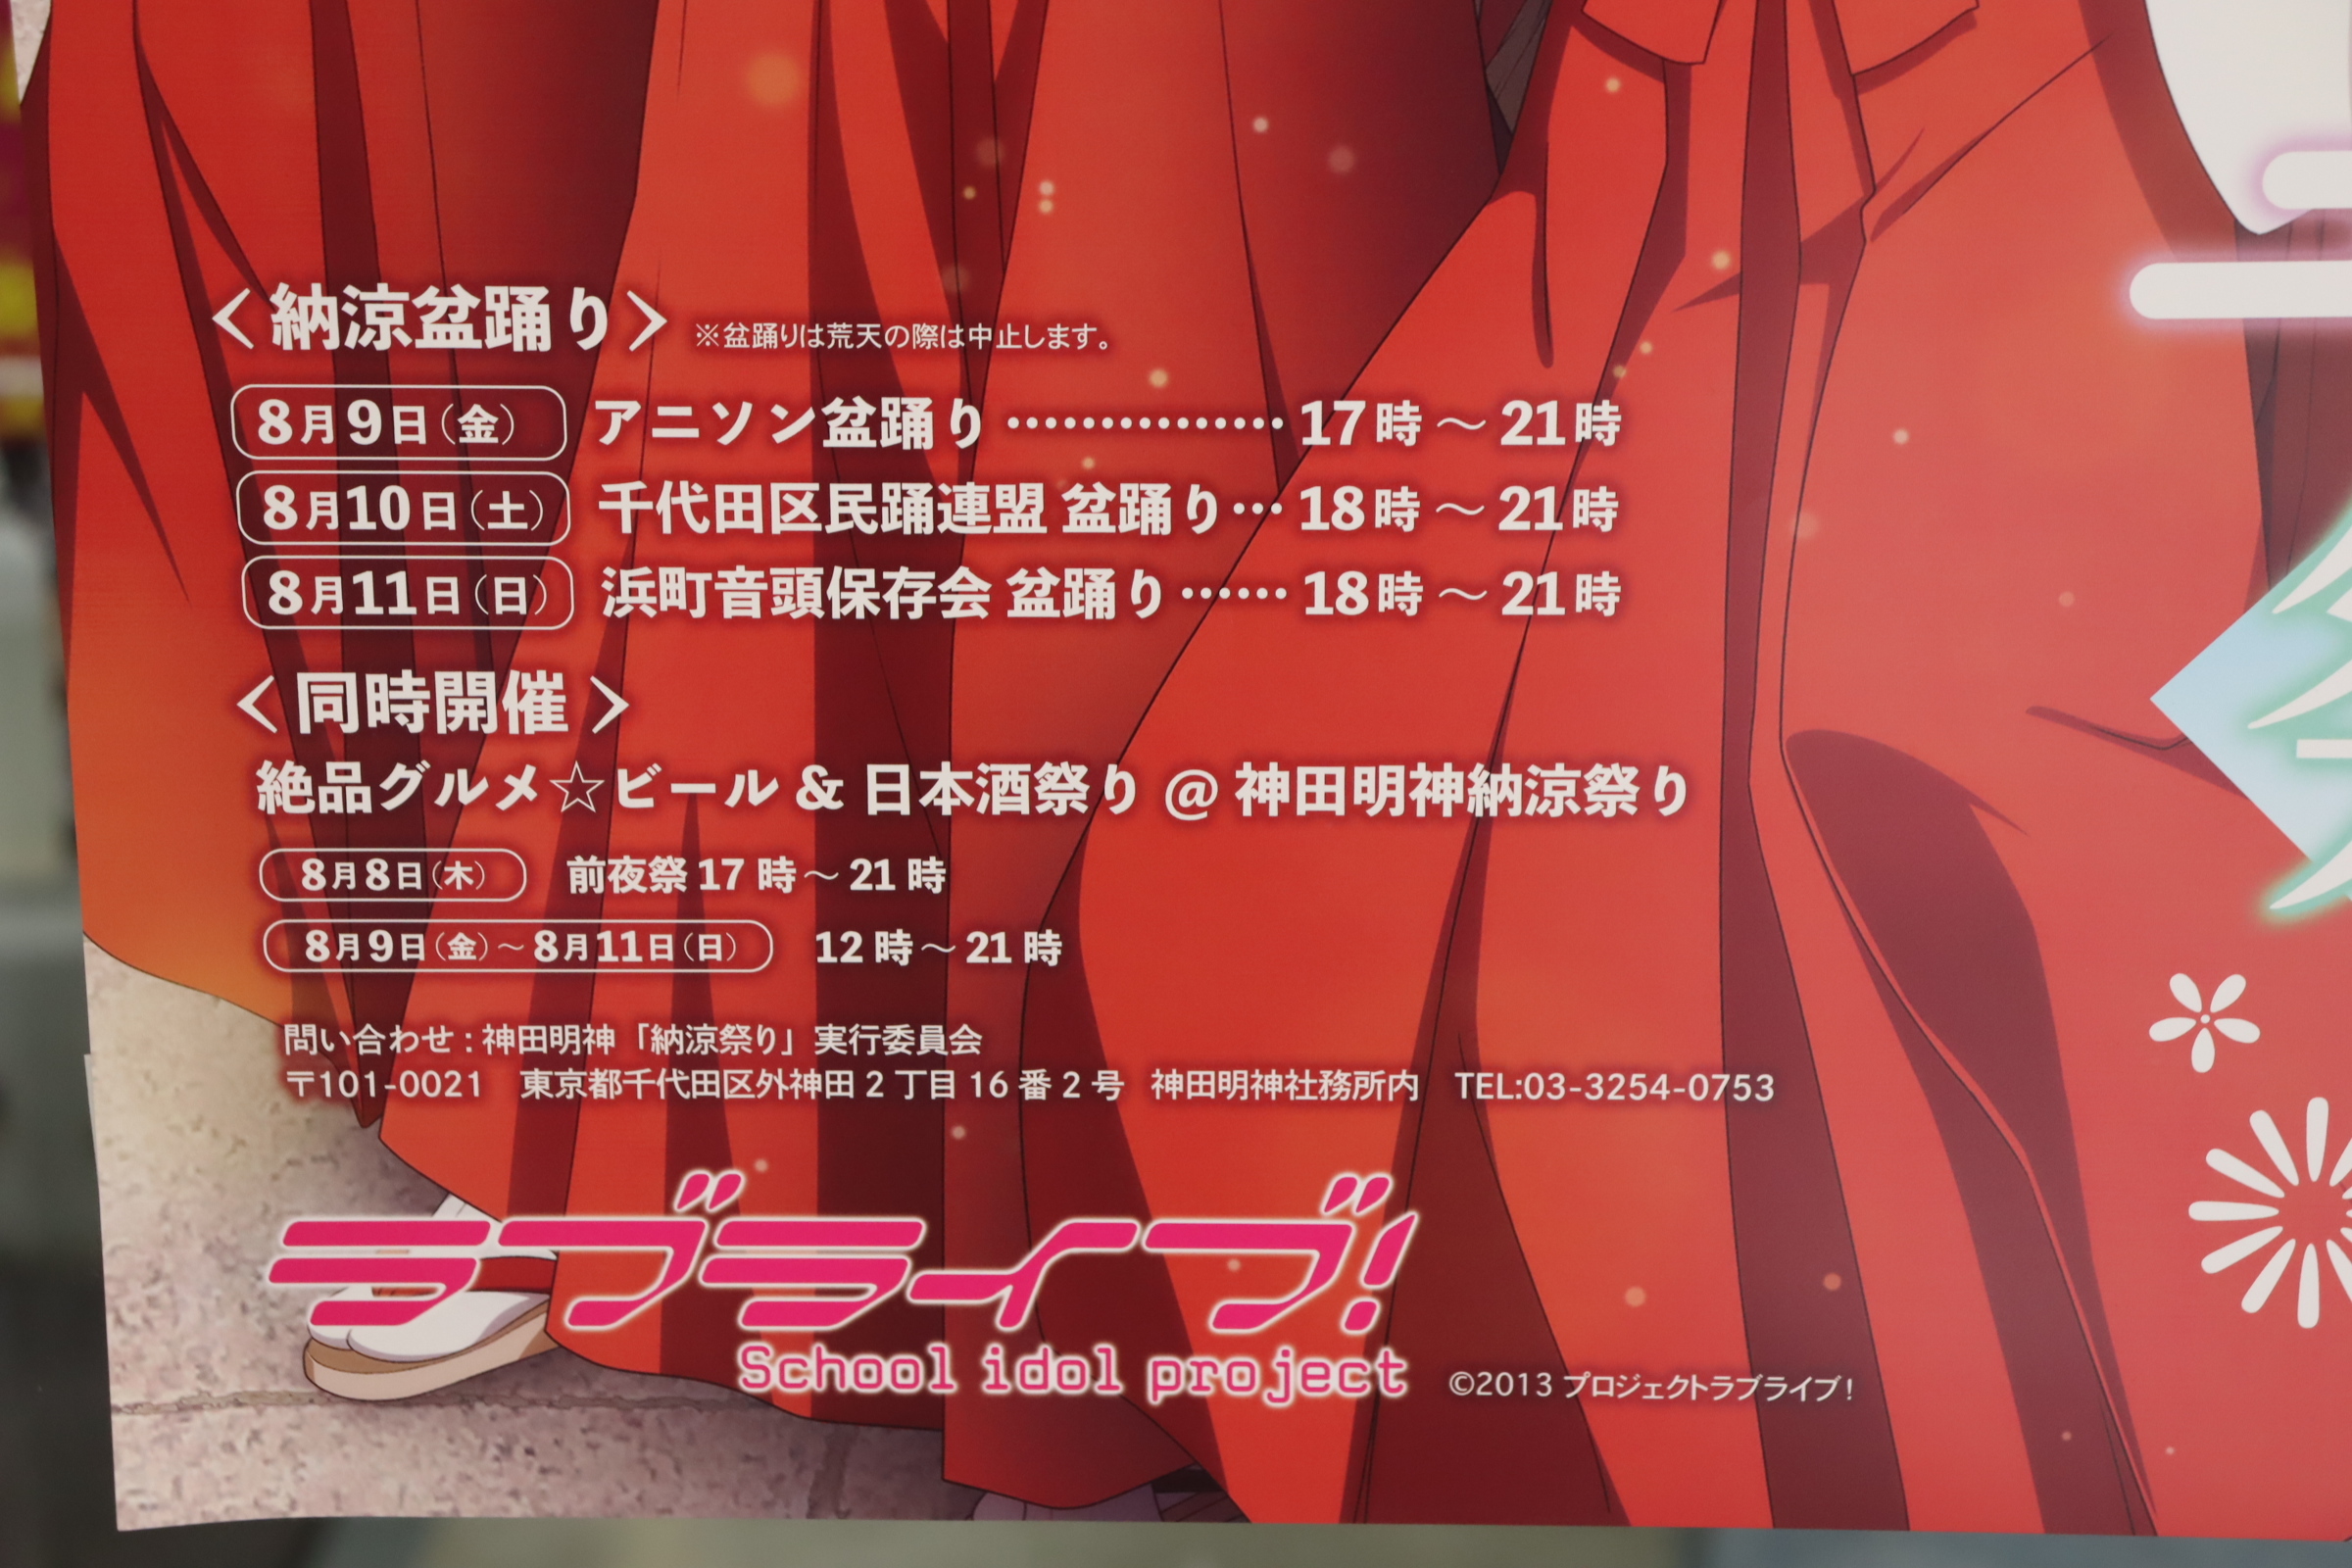 ＜納涼盆踊り＞ ※盆踊りは荒天の際は中止します。
8月9日（金） アニソン盆踊り……………17時～21時
8月10日（土） 千代田区民踊連盟 盆踊り…18時～21時
8月11日（日） 浜町音頭保存会 盆踊り……18時～21時
＜同時開催＞
絶品グルメ☆ビール & 日本酒祭り @ 神田明神納涼祭り
8月8日（木） 前夜祭 17 時～21 時
8月9日（金）～8月11日（日） 12 時～21 時
問い合わせ：神田明神「納涼祭り」実行委員会
〒101-0021 東京都千代田区外神田 2 丁目 16 番 2 号 神田明神社務所内 TEL:03-3254-0753
ラブライブ!
School idol project ©2013 プロジェクトラブライブ!